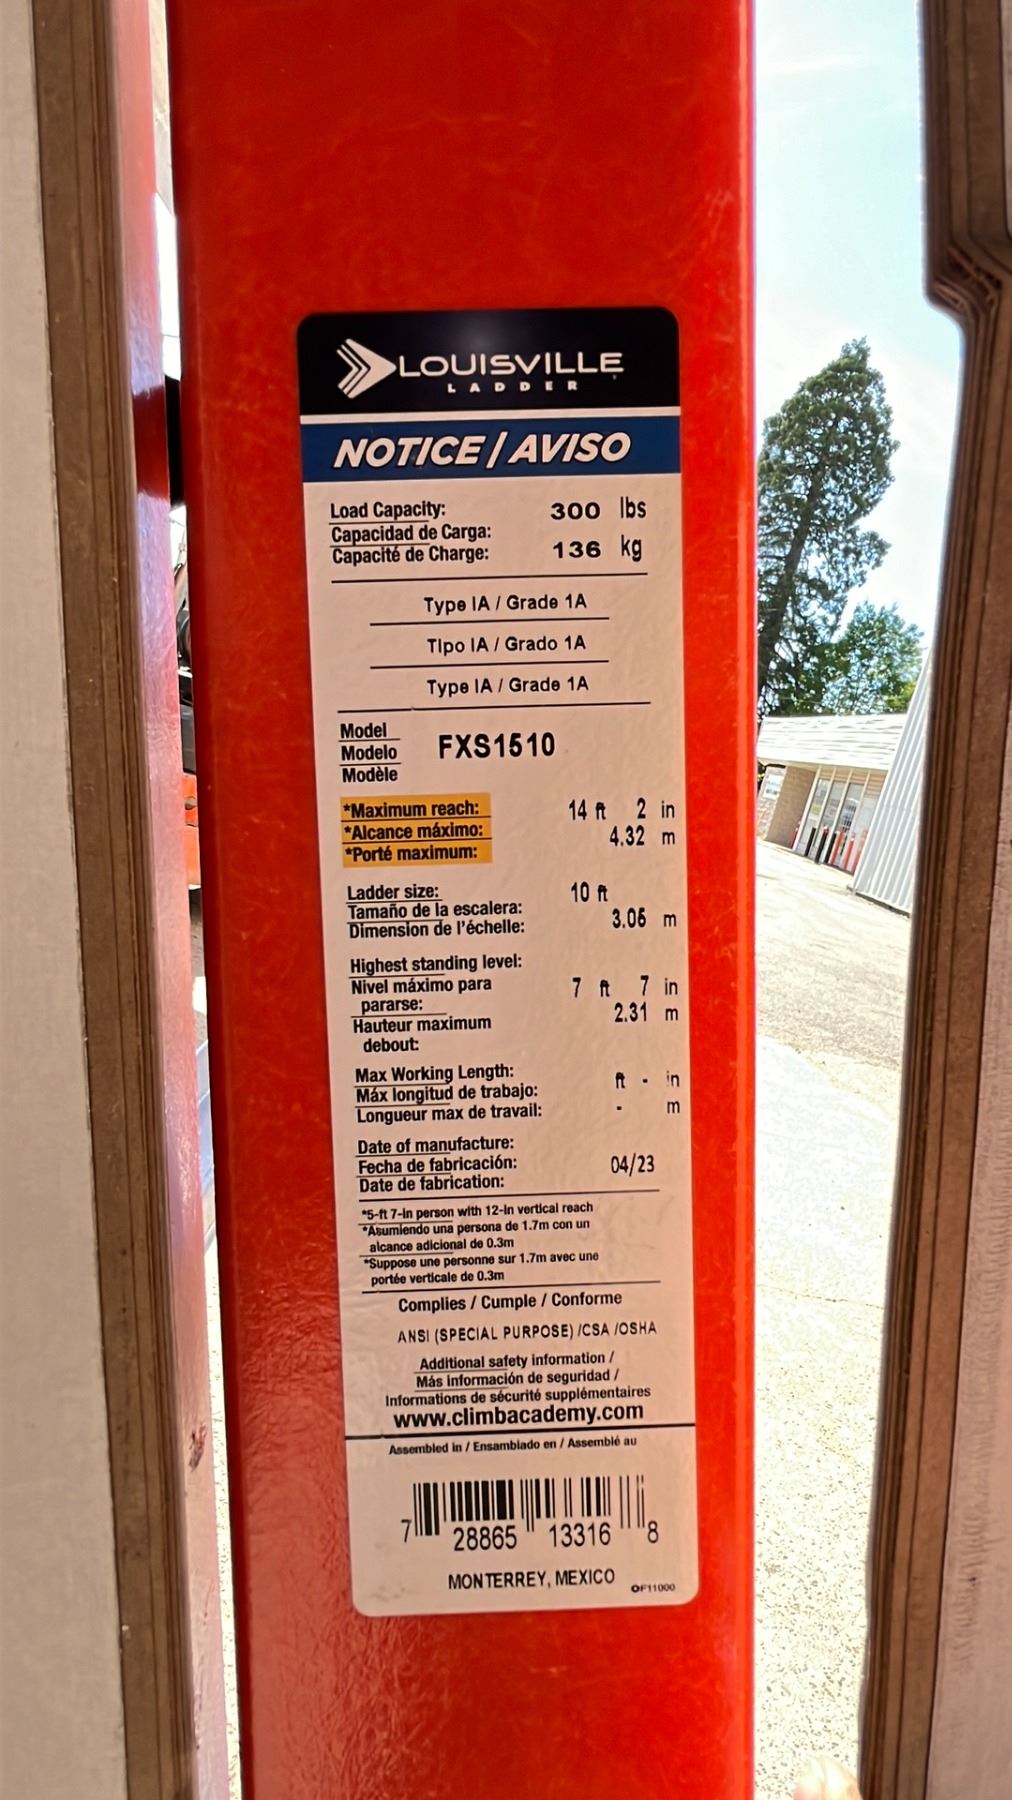 LOUISVILLE
LADDER
NOTICE / AVISO
Load Capacity: 300 lbs
Capacidad de Carga:
Capacité de Charge: 136 kg
Type IA / Grade 1A
Tipo IA / Grado 1A
Type IA / Grade 1A
Model
Modelo FXS1510
Modèle
*Maximum reach: 14 ft 2 in
*Alcance máximo: 4.32 m
*Porté maximum:
Ladder size: 10 ft
Tamaño de la escalera: 3.05 m
Dimension de l'échelle:
Highest standing level:
Nivel máximo para 7 ft 7 in
pararse: 2.31 m
Hauteur maximum
debout:
Max Working Length: ft - in
Máx longitud de trabajo:
Longueur max de travail: - m
Date of manufacture:
Fecha de fabricación: 04/23
Date de fabrication:
*5-ft 7-in person with 12-in vertical reach
*Asumiendo una persona de 1.7m con un
alcance adicional de 0.3m
*Suppose une personne sur 1.7m avec une
portée verticale de 0.3m
Complies / Cumple / Conforme
ANSI (SPECIAL PURPOSE) /CSA /OSHA
Additional safety information /
Más información de seguridad /
Informations de sécurité supplémentaires
www.climbacademy.com
Assembled in / Ensamblado en / Assemblé au
7 28865 13316 8
MONTERREY, MEXICO OF11000